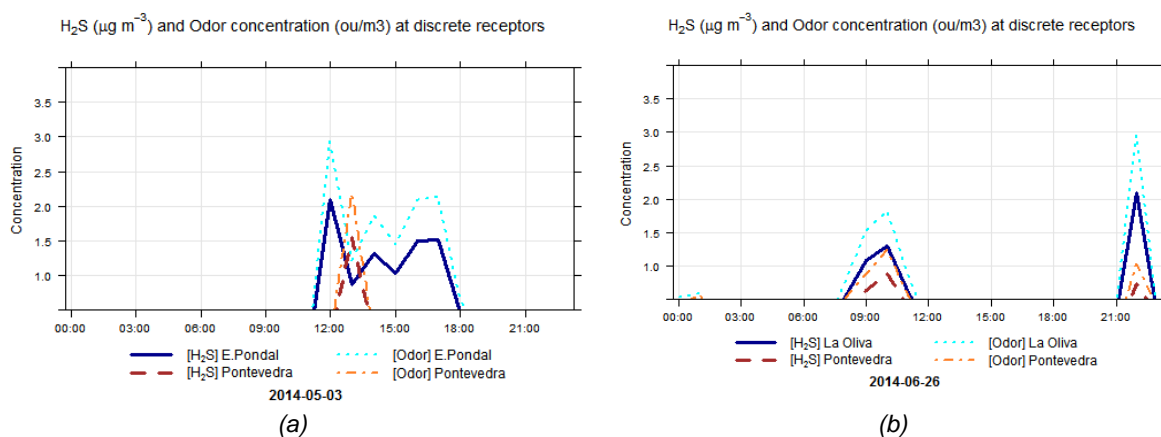 H₂S (μg m⁻³) and Odor concentration (ou/m3) at discrete receptors
Concentration
3.5
3.0
2.5
2.0
1.5
1.0
00:00 03:00 06:00 09:00 12:00 15:00 18:00 21:00
[H₂S] E.Pondal [Odor] E.Pondal
[H₂S] Pontevedra [Odor] Pontevedra
2014-05-03
(a)
H₂S (μg m⁻³) and Odor concentration (ou/m3) at discrete receptors
Concentration
3.5
3.0
2.5
2.0
1.5
1.0
00:00 03:00 06:00 09:00 12:00 15:00 18:00 21:00
[H₂S] La Oliva [Odor] La Oliva
[H₂S] Pontevedra [Odor] Pontevedra
2014-06-26
(b)